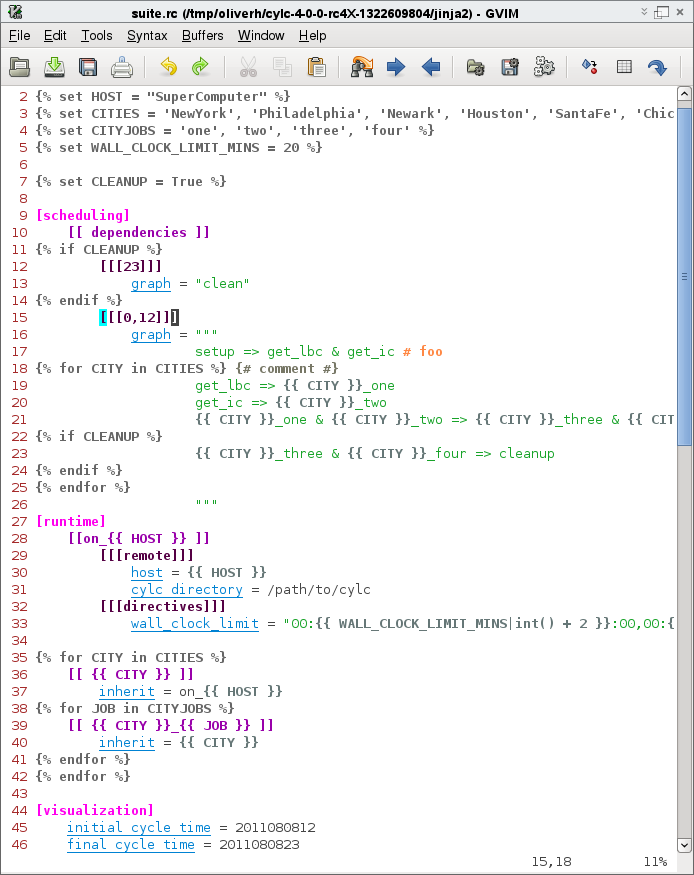 suite.rc (/tmp/oliverh/cylc-4-0-0-rc4X-1322609804/jinja2) - GVIM
File Edit Tools Syntax Buffers Window Help
2 {% set HOST = "SuperComputer" %}
3 {% set CITIES = 'NewYork', 'Philadelphia', 'Newark', 'Houston', 'SantaFe', 'Chic
4 {% set CITYJOBS = 'one', 'two', 'three', 'four' %}
5 {% set WALL_CLOCK_LIMIT_MINS = 20 %}
6
7 {% set CLEANUP = True %}
8
9 [scheduling]
10     [[ dependencies ]]
11 {% if CLEANUP %}
12         [[[23]]]
13             graph = "clean"
14 {% endif %}
15         [[[0,12]]]
16             graph = """
17                     setup => get_lbc & get_ic # foo
18 {% for CITY in CITIES %} {# comment #}
19                     get_lbc => {{ CITY }}_one
20                     get_ic => {{ CITY }}_two
21                     {{ CITY }}_one & {{ CITY }}_two => {{ CITY }}_three & {{ CIT
22 {% if CLEANUP %}
23                     {{ CITY }}_three & {{ CITY }}_four => cleanup
24 {% endif %}
25 {% endfor %}
26                     """
27 [runtime]
28     [[on_{{ HOST }} ]]
29         [[[remote]]]
30             host = {{ HOST }}
31             cylc directory = /path/to/cylc
32         [[[directives]]]
33             wall_clock_limit = "00:{{ WALL_CLOCK_LIMIT_MINS|int() + 2 }}:00,00:{
34
35 {% for CITY in CITIES %}
36     [[ {{ CITY }} ]]
37         inherit = on_{{ HOST }}
38 {% for JOB in CITYJOBS %}
39     [[ {{ CITY }}_{{ JOB }} ]]
40         inherit = {{ CITY }}
41 {% endfor %}
42 {% endfor %}
43
44 [visualization]
45     initial cycle time = 2011080812
46     final cycle time = 2011080823
15,18 11%